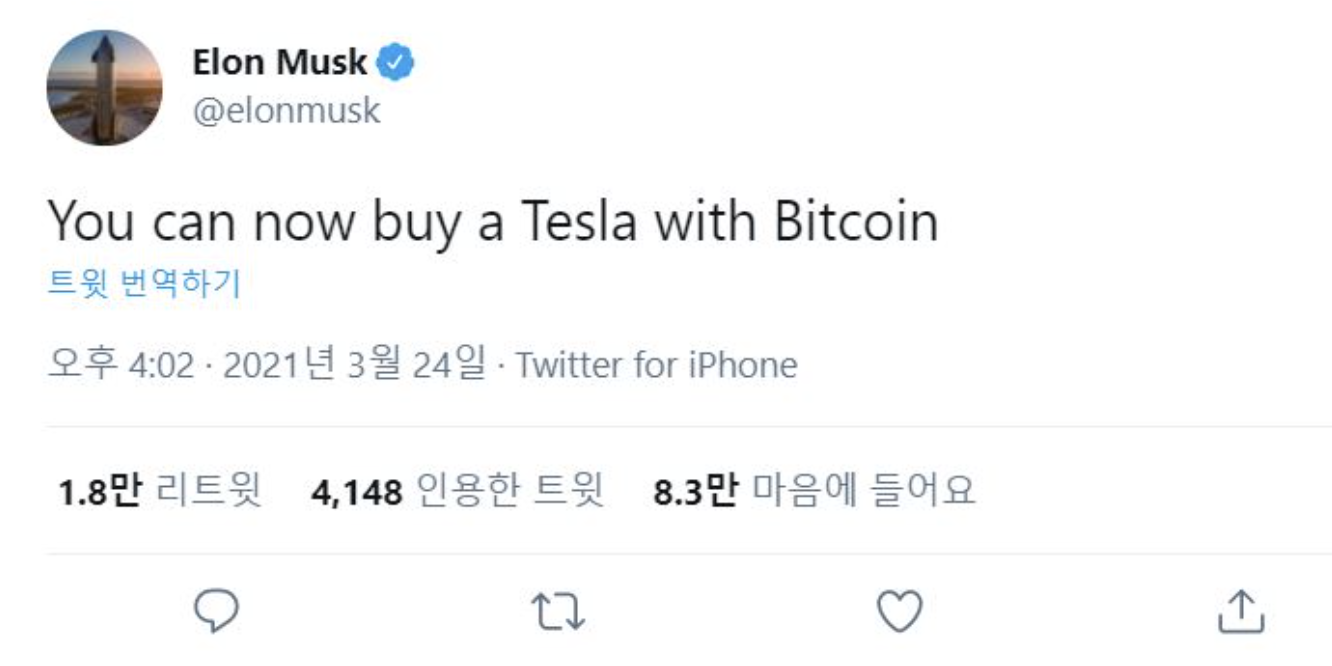 Elon Musk
@elonmusk
You can now buy a Tesla with Bitcoin
트윗 번역하기
오후 4:02 · 2021년 3월 24일 · Twitter for iPhone
1.8만 리트윗 4,148 인용한 트윗 8.3만 마음에 들어요